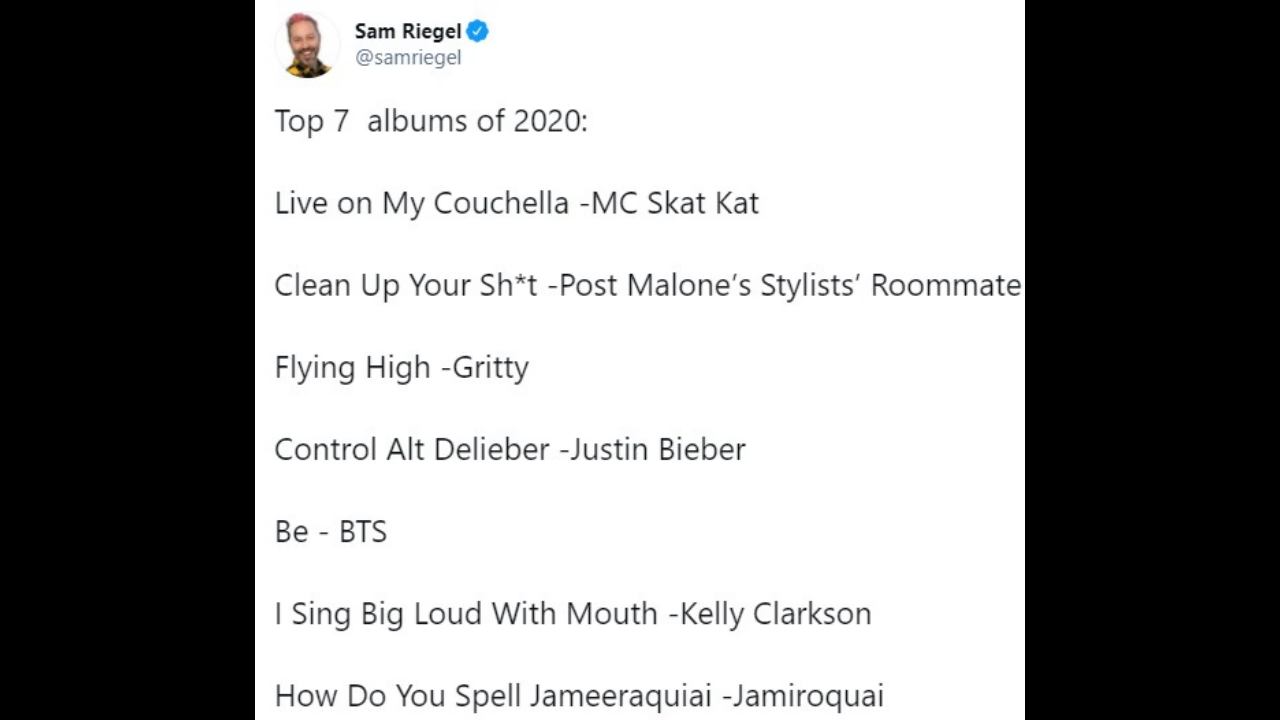 Sam Riegel
@samriegel
Top 7  albums of 2020:
Live on My Couchella -MC Skat Kat
Clean Up Your Sh*t -Post Malone’s Stylists’ Roommate
Flying High -Gritty
Control Alt Delieber -Justin Bieber
Be - BTS
I Sing Big Loud With Mouth -Kelly Clarkson
How Do You Spell Jameeraquiai -Jamiroquai